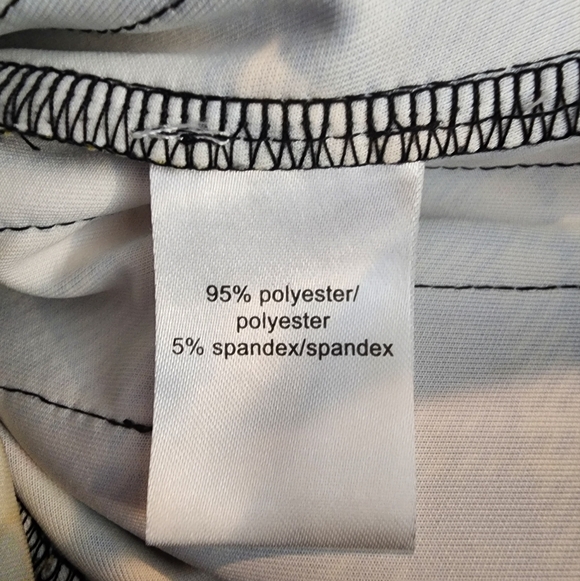 95% polyester/
polyester
5% spandex/spandex